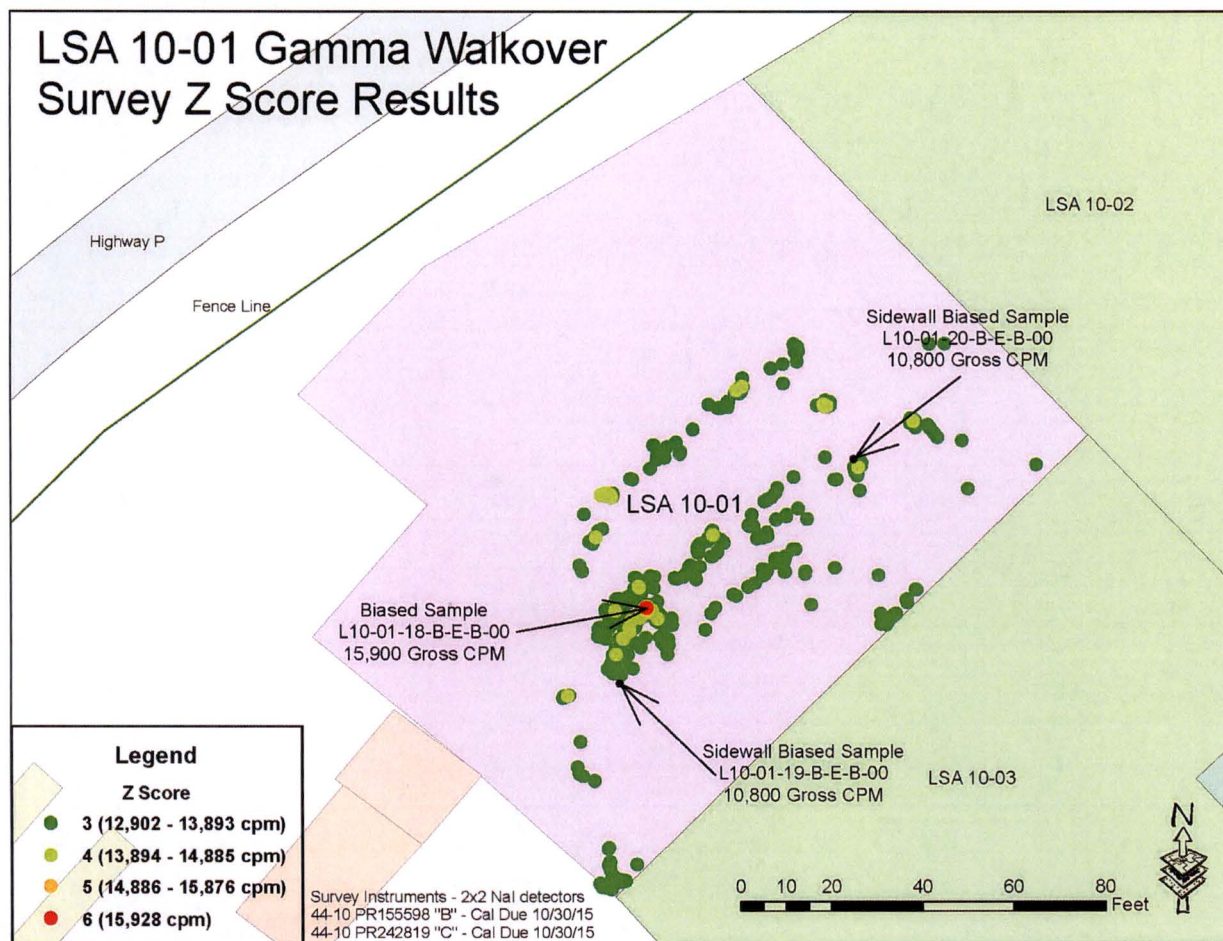 LSA 10-01 Gamma Walkover
Survey Z Score Results
LSA 10-02
Highway P
Fence Line
Sidewall Biased Sample
L10-01-20-B-E-B-00
10,800 Gross CPM
LSA 10-01
Biased Sample
L10-01-18-B-E-B-00
15,900 Gross CPM
Sidewall Biased Sample
L10-01-19-B-E-B-00
10,800 Gross CPM
LSA 10-03
Legend
Z Score
3 (12,902 - 13,893 cpm)
4 (13,894 - 14,885 cpm)
5 (14,886 - 15,876 cpm)
6 (15,928 cpm)
Survey Instruments - 2x2 NaI detectors
44-10 PR155598 "B" - Cal Due 10/30/15
44-10 PR242819 "C" - Cal Due 10/30/15
N
0 10 20 40 60 80
Feet